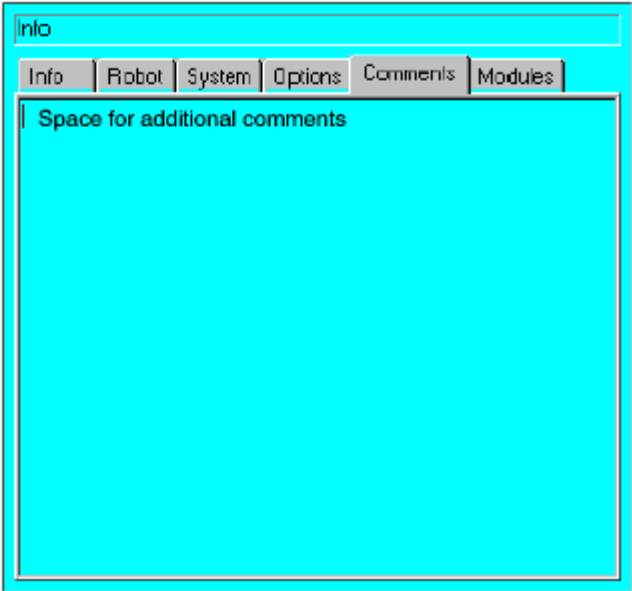 Info
Info Robot System Options Comments Modules
Space for additional comments